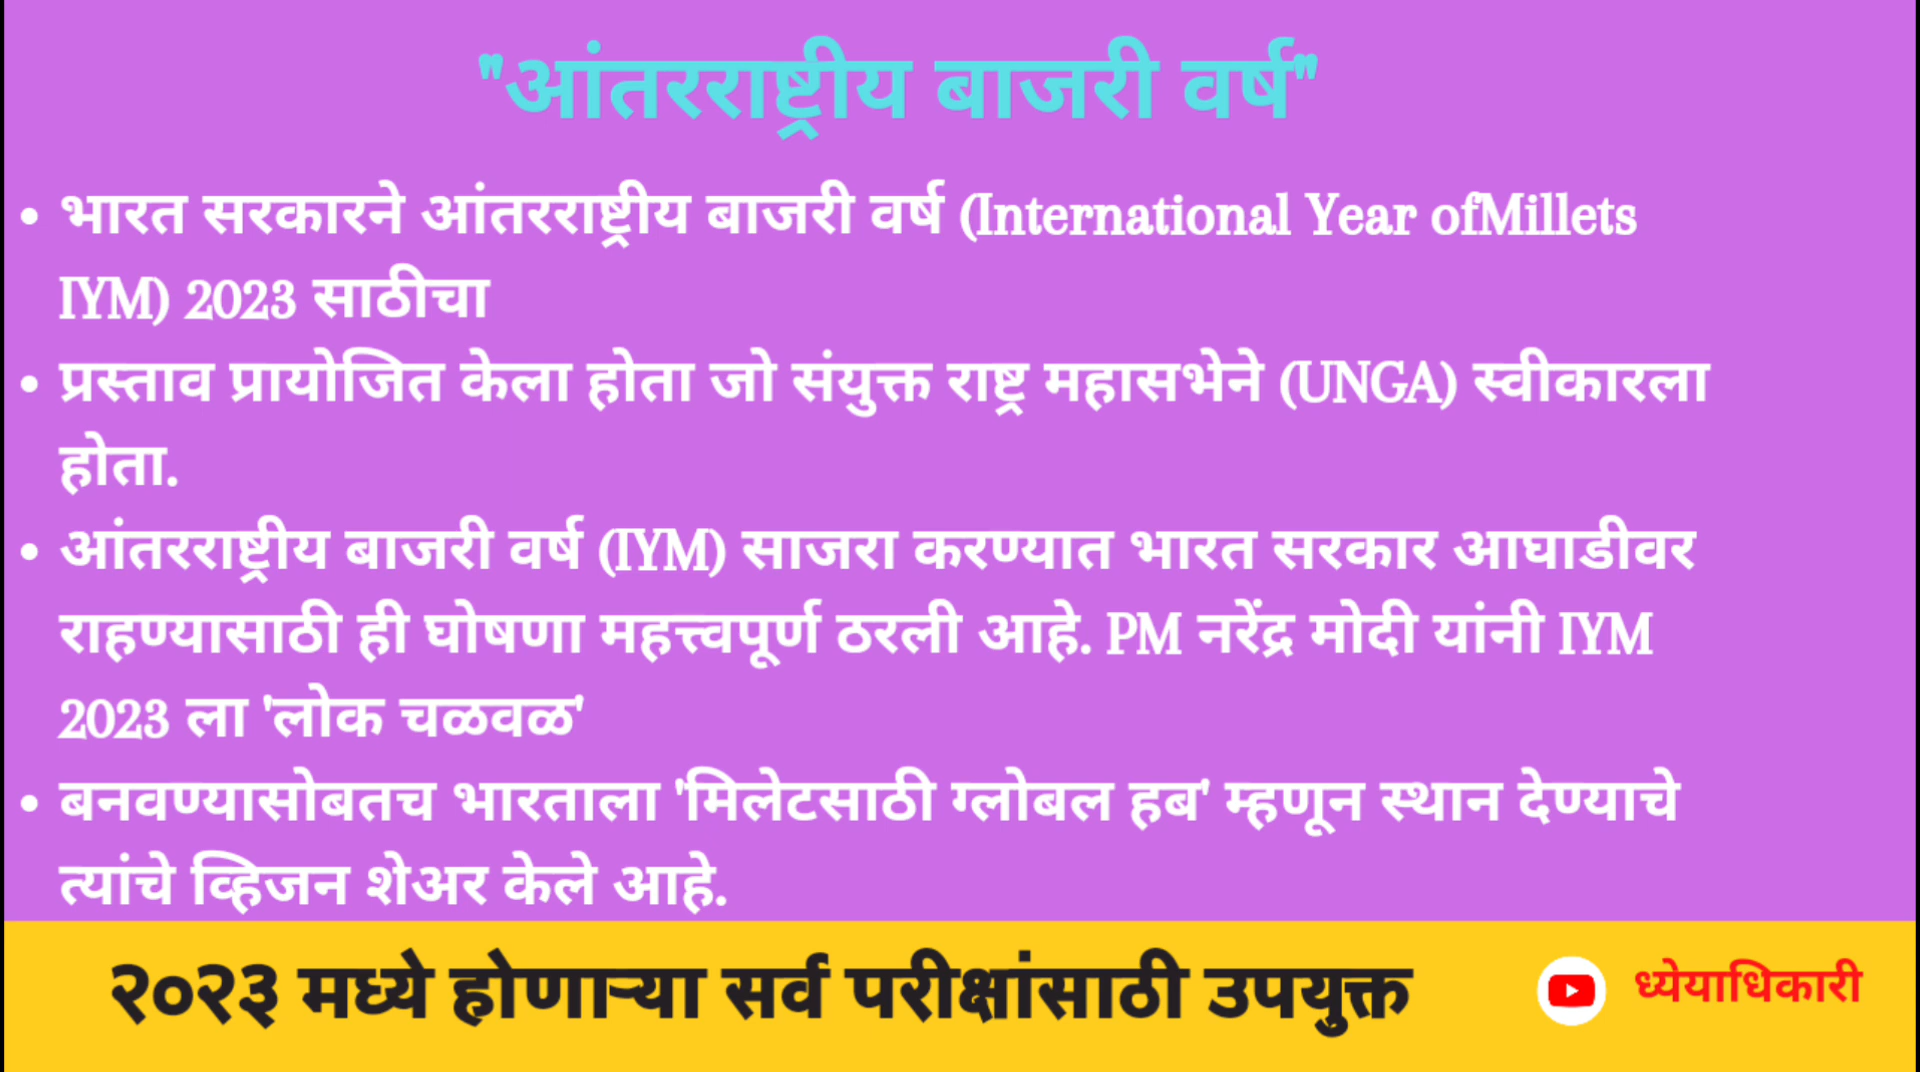 "आंतरराष्ट्रीय बाजरी वर्ष"
• भारत सरकारने आंतरराष्ट्रीय बाजरी वर्ष (International Year ofMillets
IYM) 2023 साठीचा
• प्रस्ताव प्रायोजित केला होता जो संयुक्त राष्ट्र महासभेने (UNGA) स्वीकारला
होता.
• आंतरराष्ट्रीय बाजरी वर्ष (IYM) साजरा करण्यात भारत सरकार आघाडीवर
राहण्यासाठी ही घोषणा महत्त्वपूर्ण ठरली आहे. PM नरेंद्र मोदी यांनी IYM
2023 ला 'लोक चळवळ'
• बनवण्यासोबतच भारताला 'मिलेटसाठी ग्लोबल हब' म्हणून स्थान देण्याचे
त्यांचे व्हिजन शेअर केले आहे.
२०२३ मध्ये होणाऱ्या सर्व परीक्षांसाठी उपयुक्त
ध्येयाधिकारी